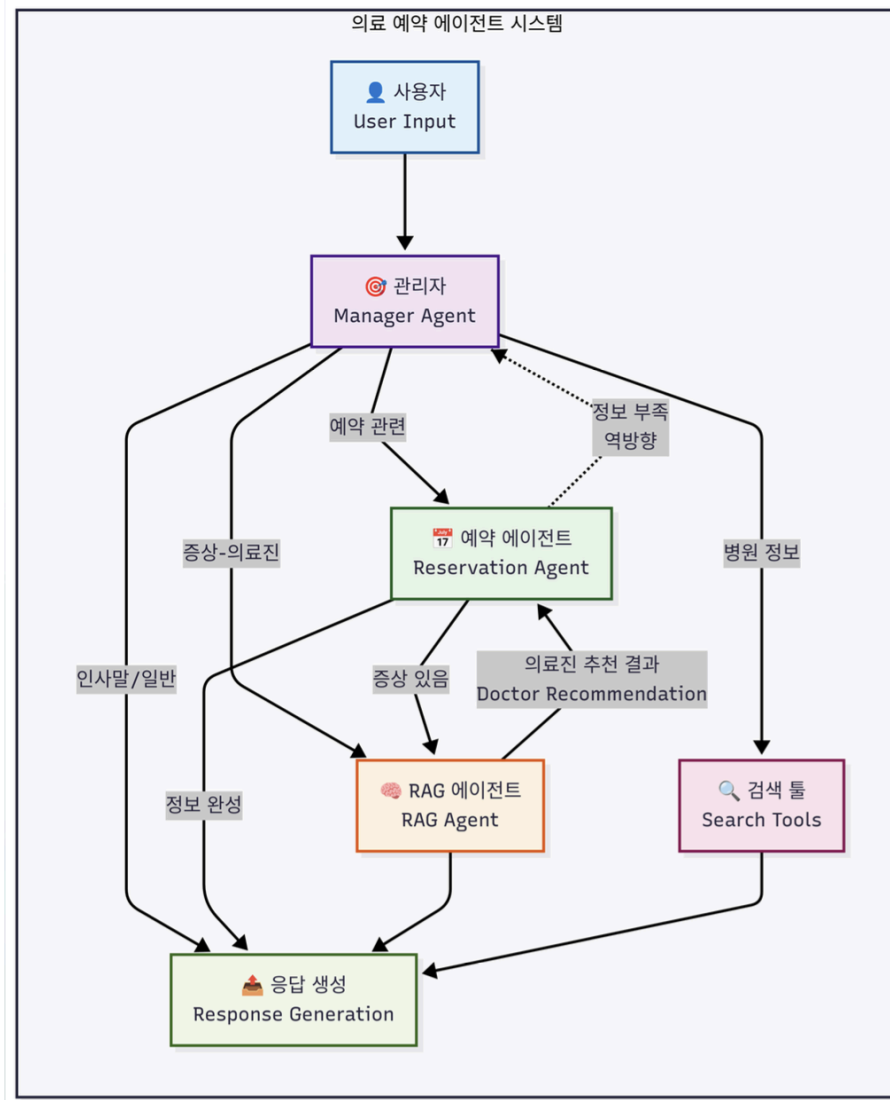 의료 예약 에이전트 시스템
👤 사용자
User Input
🎯 관리자
Manager Agent
정보 부족
역방향
예약 관련
📅 예약 에이전트
Reservation Agent
증상-의료진
병원 정보
인사말/일반
증상 있음
의료진 추천 결과
Doctor Recommendation
정보 완성
🧠 RAG 에이전트
RAG Agent
🔍 검색 툴
Search Tools
📤 응답 생성
Response Generation